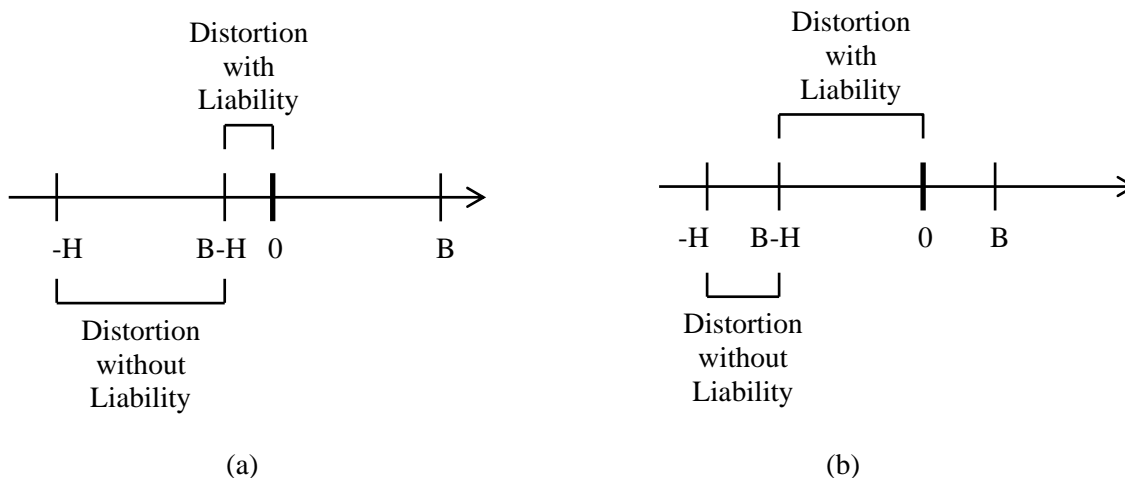 Distortion
with
Liability
-H B-H 0 B
Distortion
without
Liability
(a)
Distortion
with
Liability
-H B-H 0 B
Distortion
without
Liability
(b)